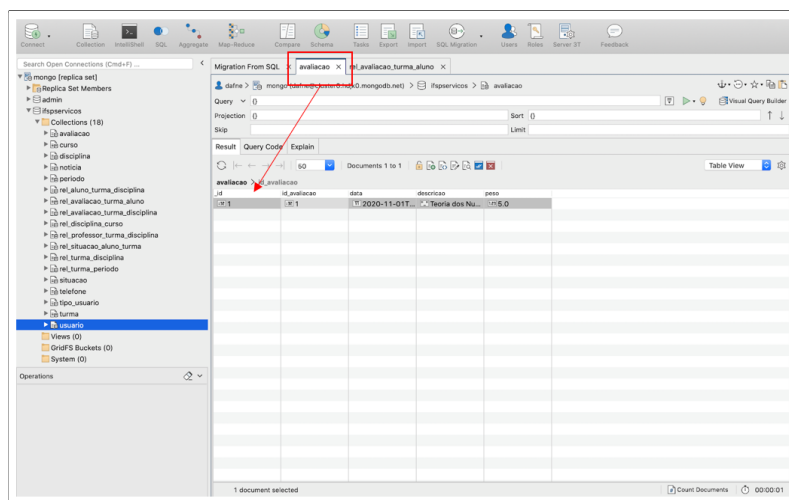 Connect Collection IntelliShell SQL Aggregate Map-Reduce Compare Schema Tasks Export Import SQL Migration Users Roles Server 37 Feedback
Search Open Connections (Cmd+F) ...
mongo [replica set]
Replica Set Members
admin
ifspservicos
Collections (18)
avaliacao
curso
disciplina
noticia
periodo
rel_aluno_turma_disciplina
rel_avaliacao_turma_aluno
rel_avaliacao_turma_disciplina
rel_disciplina_curso
rel_professor_turma_disciplina
rel_situacao_aluno_turma
rel_turma_disciplina
rel_turma_periodo
situacao
telefone
tipo_usuario
turma
usuario
Views (0)
GridFS Buckets (0)
System (0)
Operations
Migration From SQL avaliacao rel_avaliacao_turma_aluno
dafne mongo ifspservicos avaliacao
Query {} Visual Query Builder
Projection {} Sort {}
Skip Limit
Result Query Code Explain
60 Documents 1 to 1 Table View
avaliacao > id_avaliacao
_id id_avaliacao data descricao peso
1 1 2020-11-01T... Teoria dos Nu... 5.0
1 document selected Count Documents 00:00:01